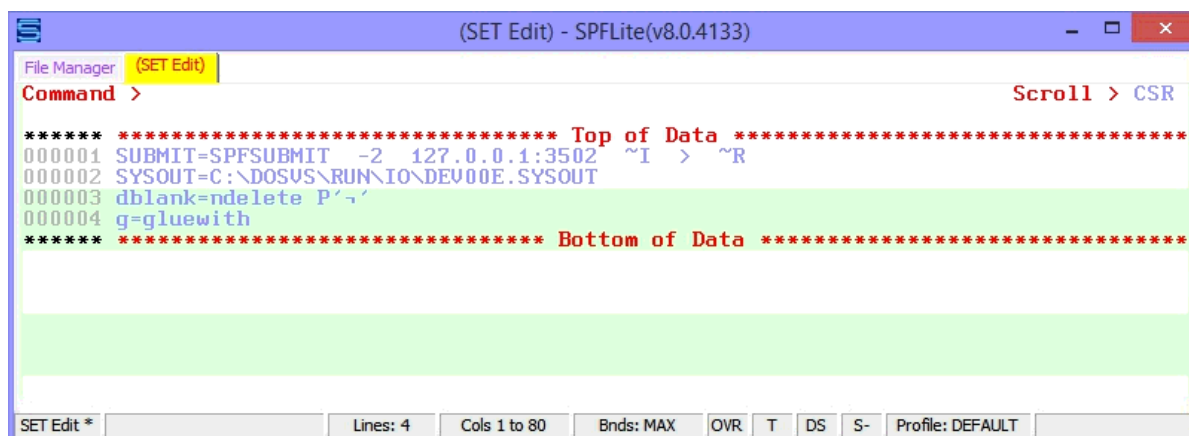 (SET Edit) - SPFLite(v8.0.4133)
File Manager (SET Edit)
Command > Scroll > CSR
****** ********************************* Top of Data **********************************
000001 SUBMIT=SPFSUBMIT -2 127.0.0.1:3502 ~I > ~R
000002 SYSOUT=C:\DOSVS\RUN\IO\DEV00E.SYSOUT
000003 dblank=ndelete P'¬'
000004 g=gluewith
****** ******************************** Bottom of Data ********************************
SET Edit * Lines: 4 Cols 1 to 80 Bnds: MAX OVR T DS S- Profile: DEFAULT